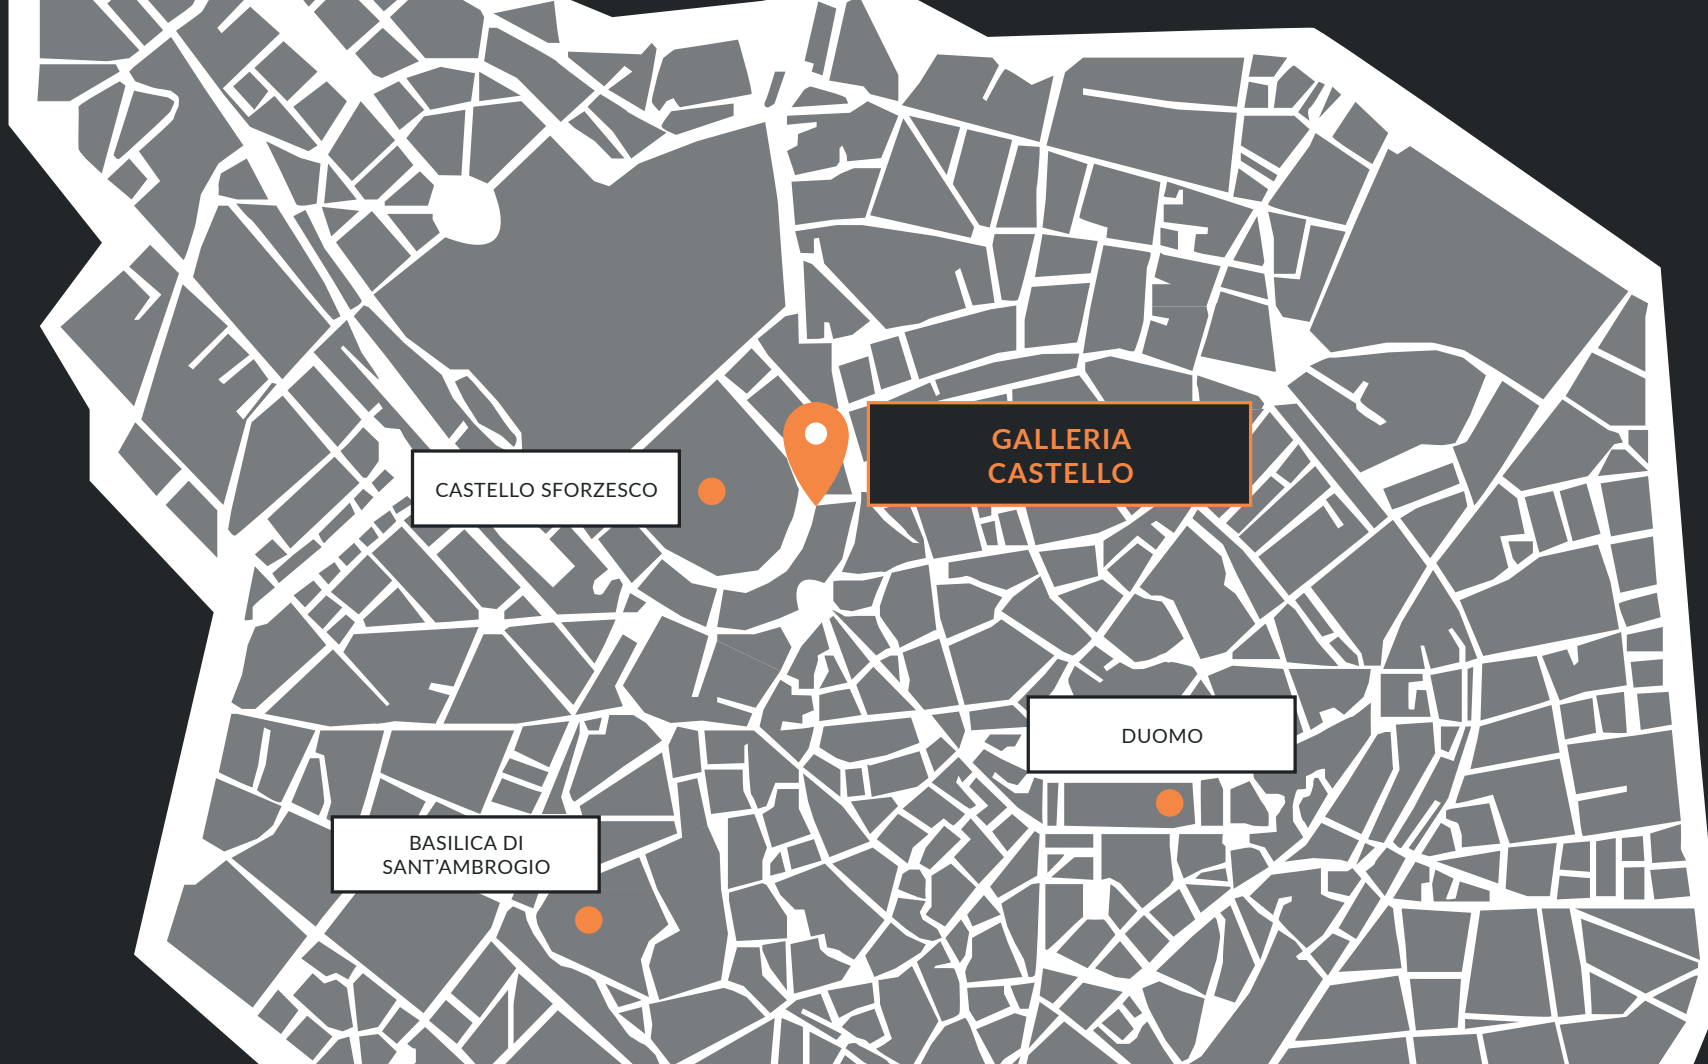 GALLERIA
CASTELLO
CASTELLO SFORZESCO
DUOMO
BASILICA DI
SANT’AMBROGIO